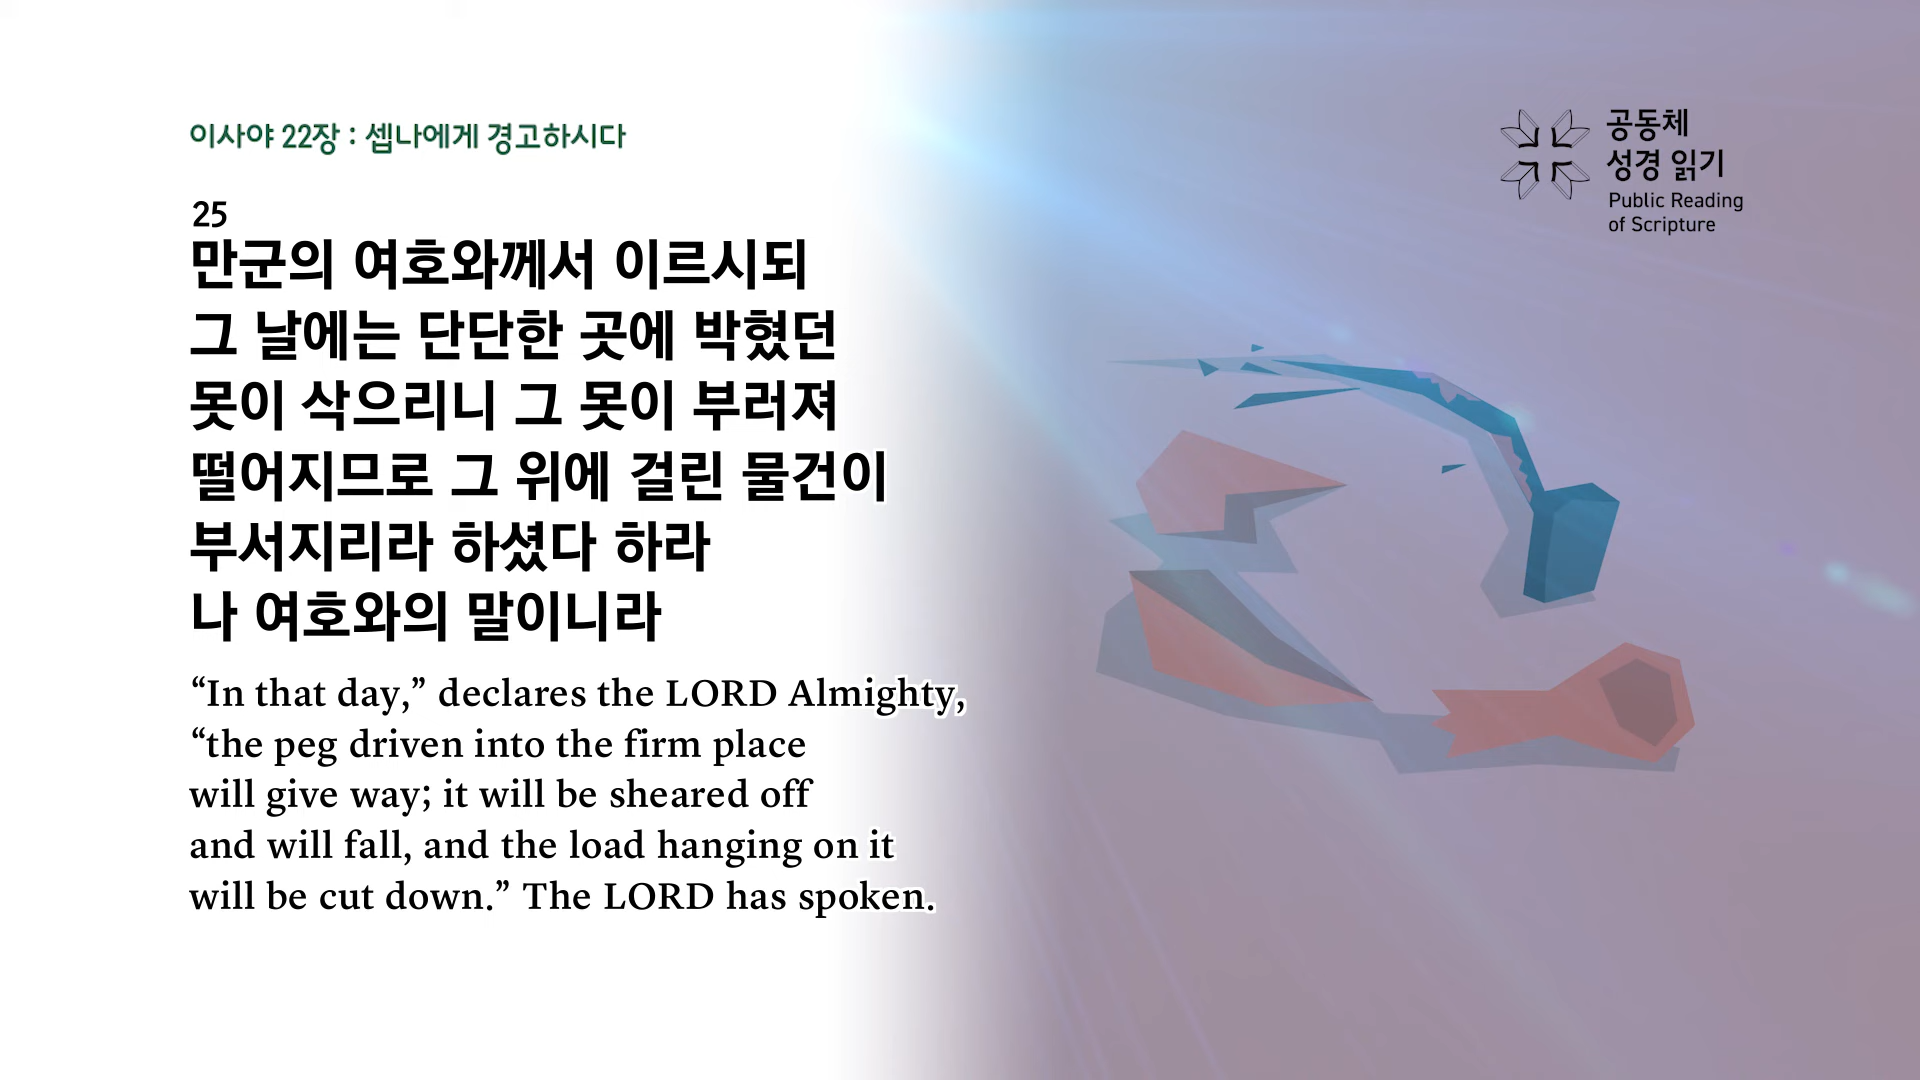 이사야 22장 : 셉나에게 경고하시다
25
만군의 여호와께서 이르시되
그 날에는 단단한 곳에 박혔던
못이 삭으리니 그 못이 부러져
떨어지므로 그 위에 걸린 물건이
부서지리라 하셨다 하라
나 여호와의 말이니라
“In that day,” declares the LORD Almighty,
“the peg driven into the firm place
will give way; it will be sheared off
and will fall, and the load hanging on it
will be cut down.” The LORD has spoken.
공동체
성경 읽기
Public Reading
of Scripture